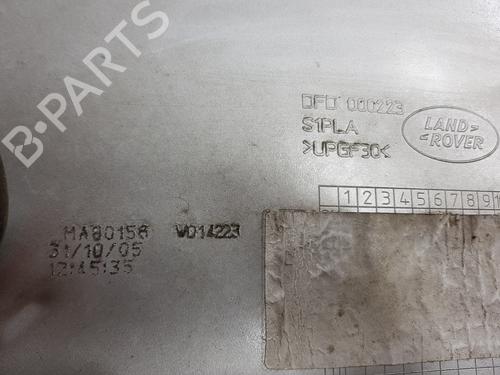 DFD 000223
S1PLA
>UPGF30<
LAND
ROVER
1 2 3 4 5 6 7 8 9
MA80156 W014223
31/10/05
12:45:35
B-PARTS